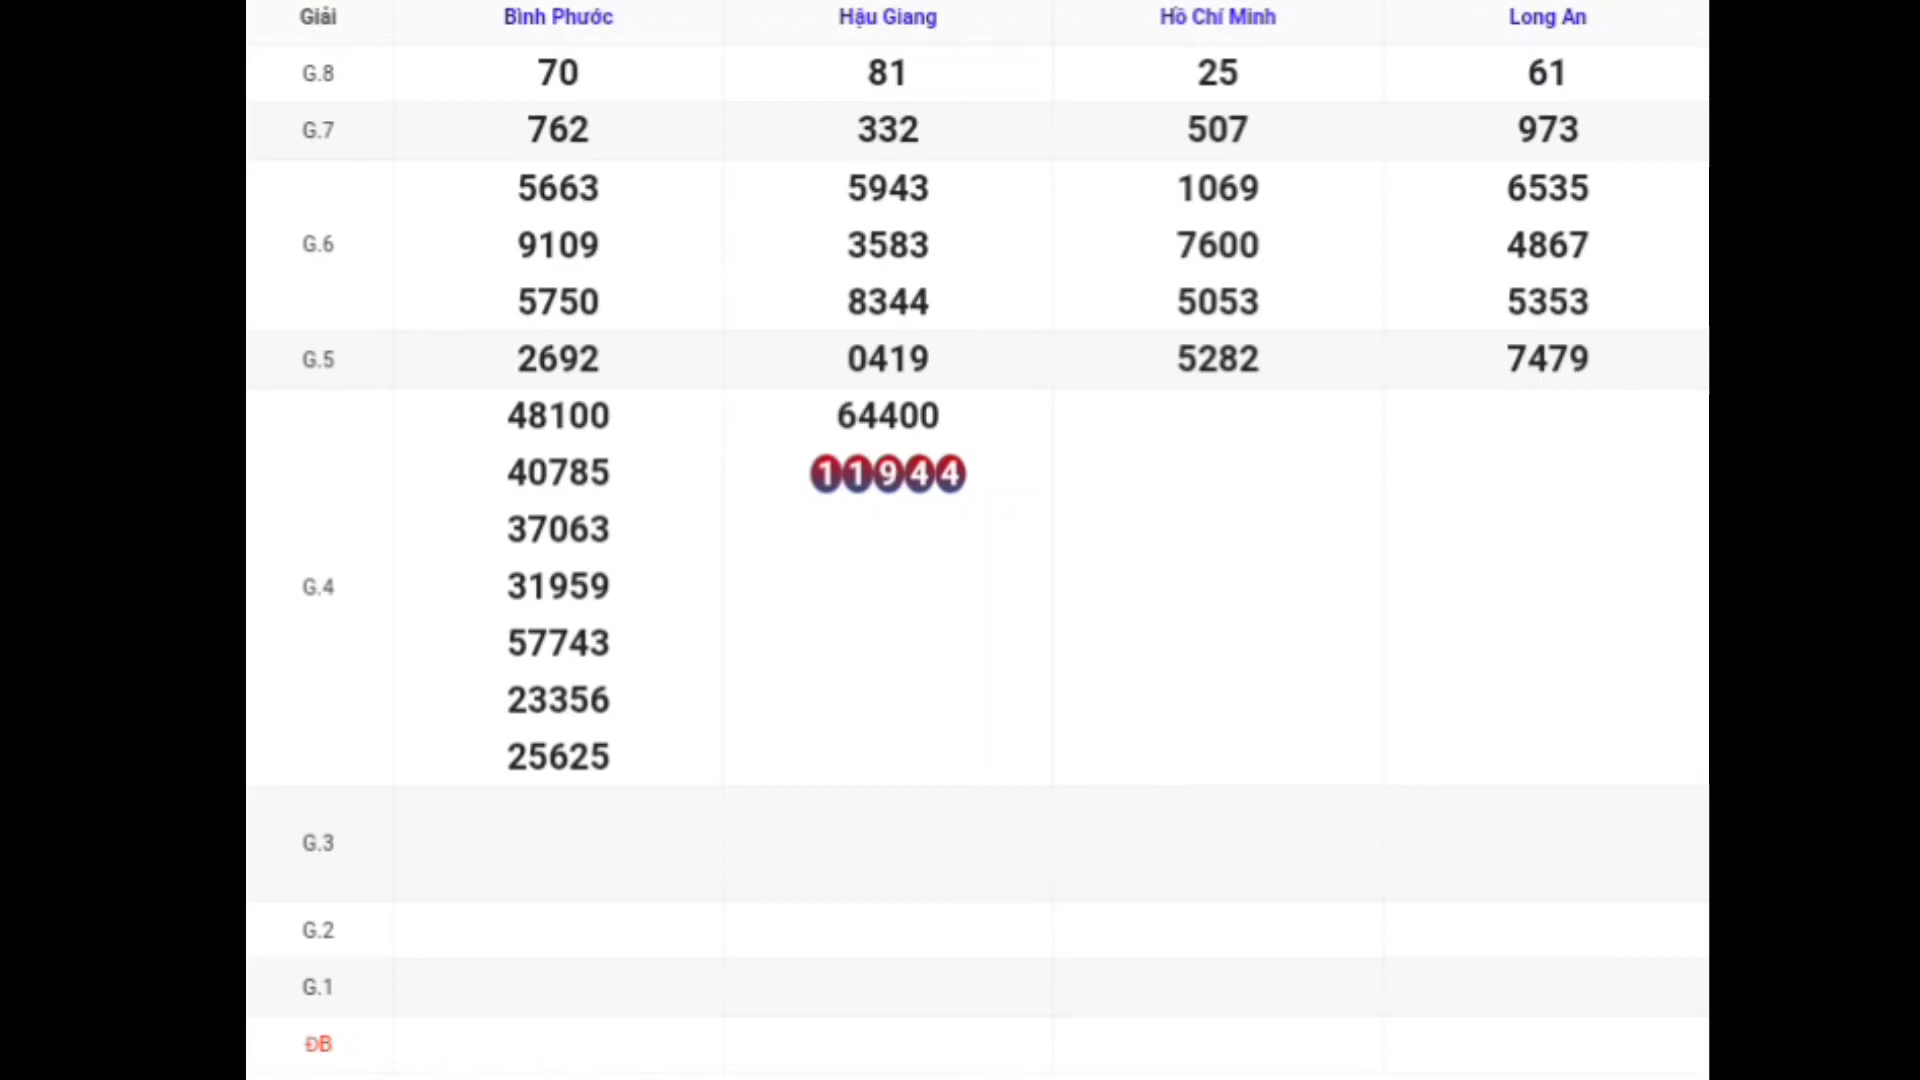 Giải Bình Phước Hậu Giang Hồ Chí Minh Long An
G.8 70 81 25 61
G.7 762 332 507 973
5663 5943 1069 6535
G.6 9109 3583 7600 4867
5750 8344 5053 5353
G.5 2692 0419 5282 7479
48100 64400
40785 11944
37063
G.4 31959
57743
23356
25625
G.3
G.2
G.1
ĐB